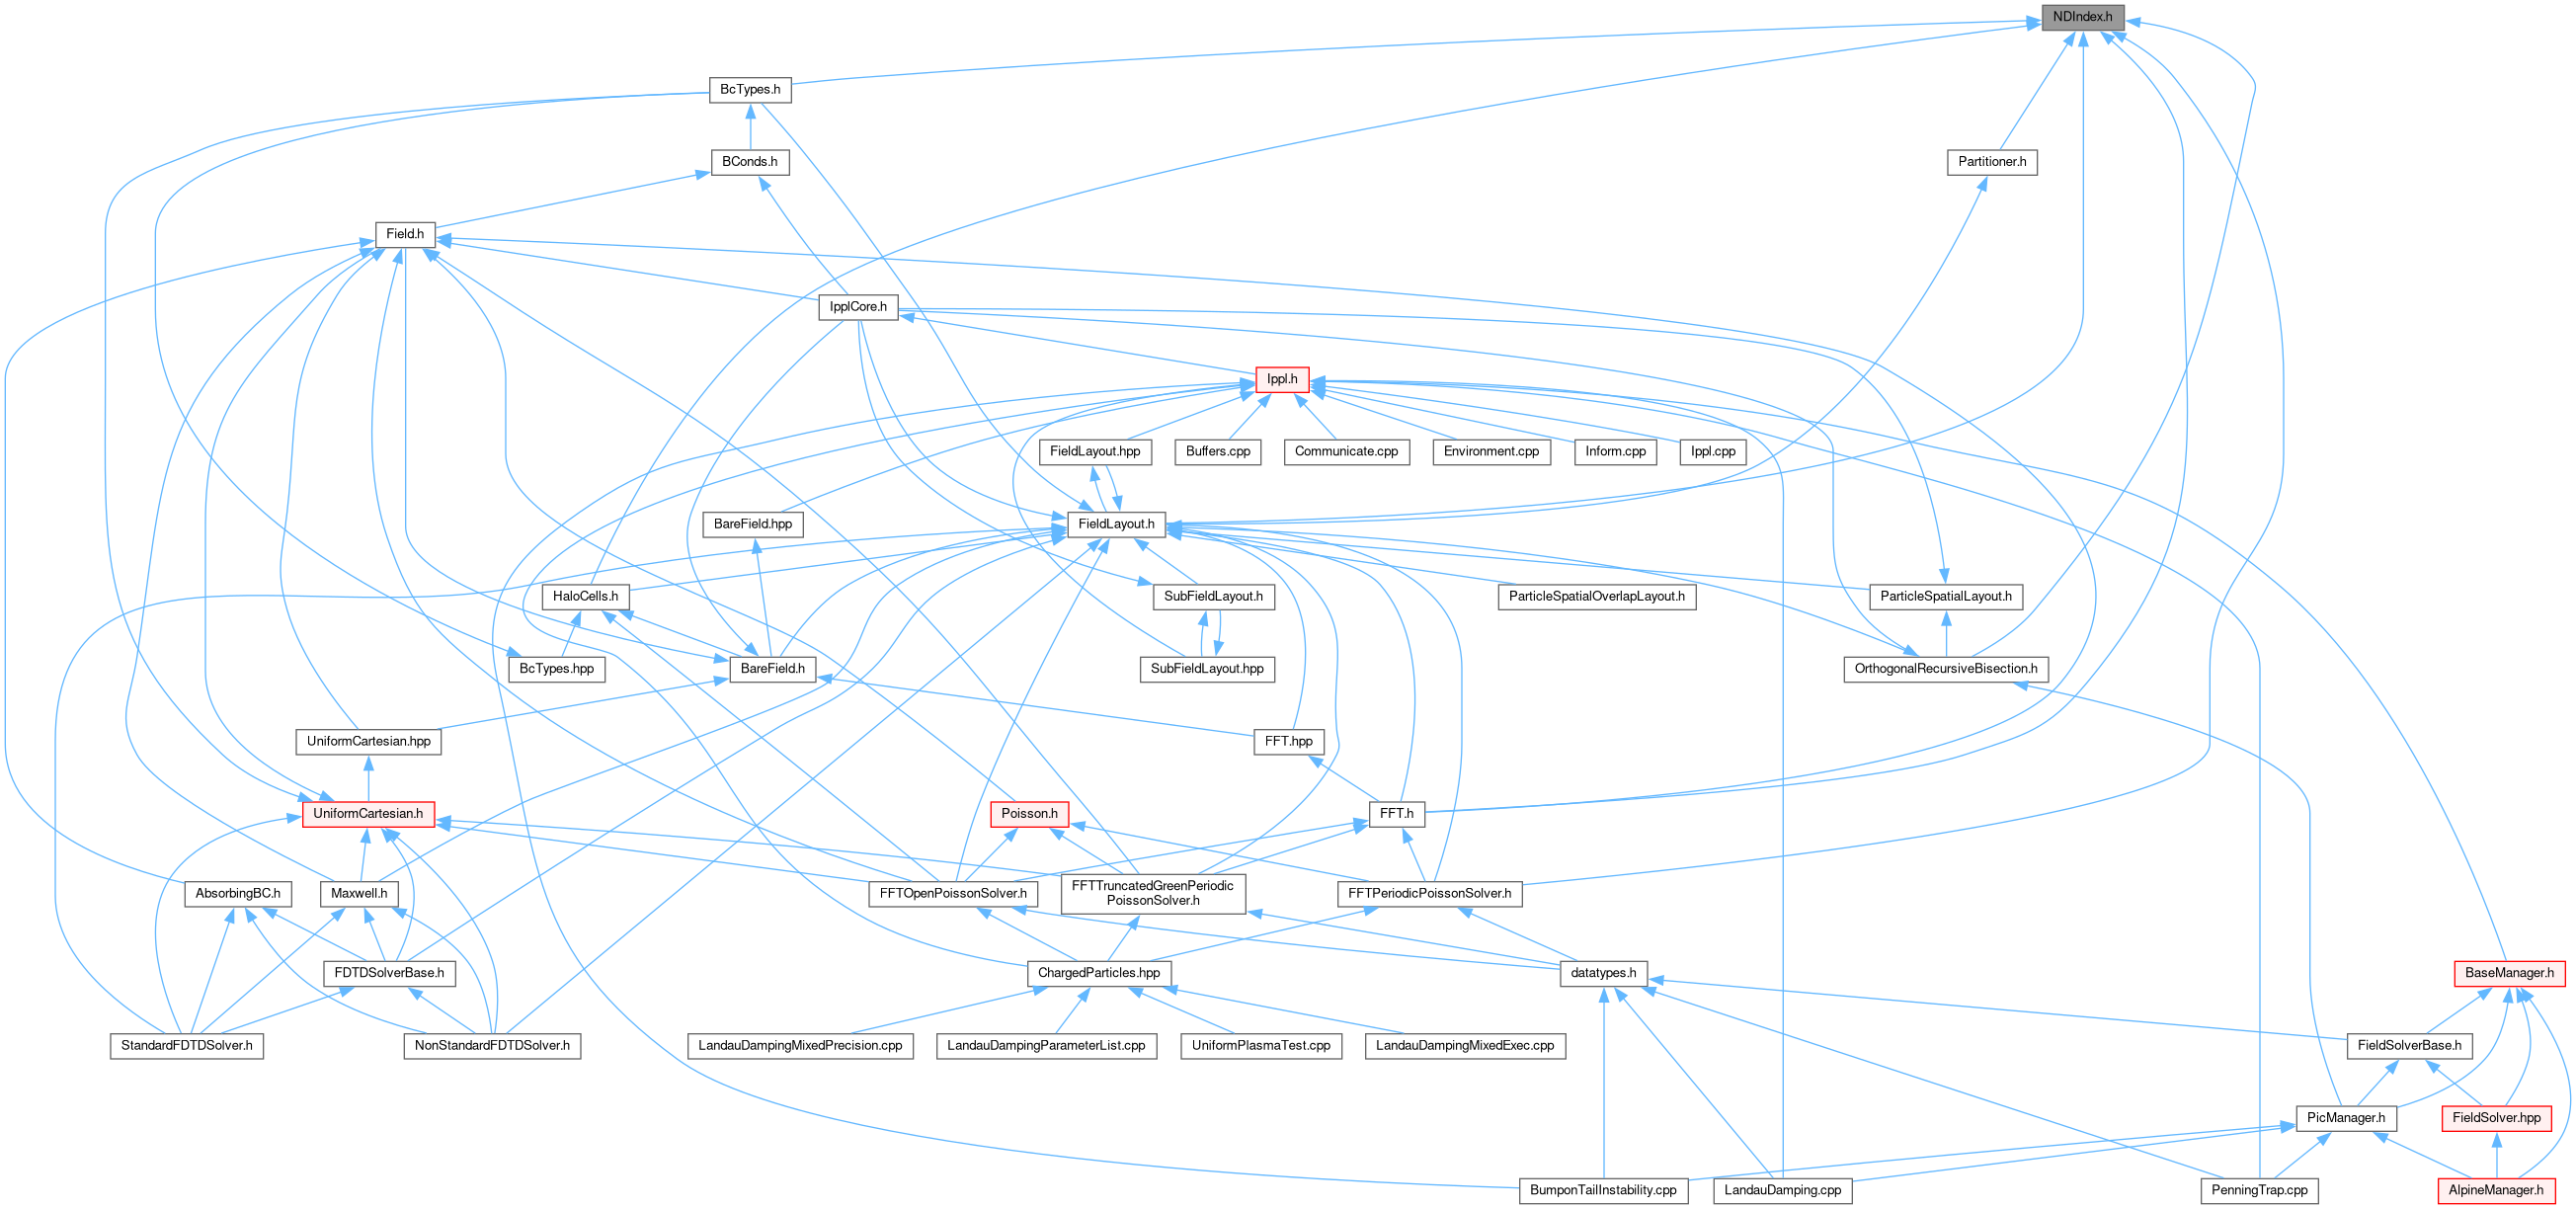 NDIndex.h
BcTypes.h
BConds.h
Partitioner.h
Field.h
IpplCore.h
Ippl.h
FieldLayout.hpp
Buffers.cpp
Communicate.cpp
Environment.cpp
Inform.cpp
Ippl.cpp
BareField.hpp
FieldLayout.h
HaloCells.h
SubFieldLayout.h
ParticleSpatialOverlapLayout.h
ParticleSpatialLayout.h
BcTypes.hpp
BareField.h
SubFieldLayout.hpp
OrthogonalRecursiveBisection.h
UniformCartesian.hpp
FFT.hpp
UniformCartesian.h
Poisson.h
FFT.h
AbsorbingBC.h
Maxwell.h
FFTOpenPoissonSolver.h
FFTTruncatedGreenPeriodic
PoissonSolver.h
FFTPeriodicPoissonSolver.h
FDTDSolverBase.h
ChargedParticles.hpp
datatypes.h
BaseManager.h
StandardFDTDSolver.h
NonStandardFDTDSolver.h
LandauDampingMixedPrecision.cpp
LandauDampingParameterList.cpp
UniformPlasmaTest.cpp
LandauDampingMixedExec.cpp
FieldSolverBase.h
PicManager.h
FieldSolver.hpp
BumponTailInstability.cpp
LandauDamping.cpp
PenningTrap.cpp
AlpineManager.h